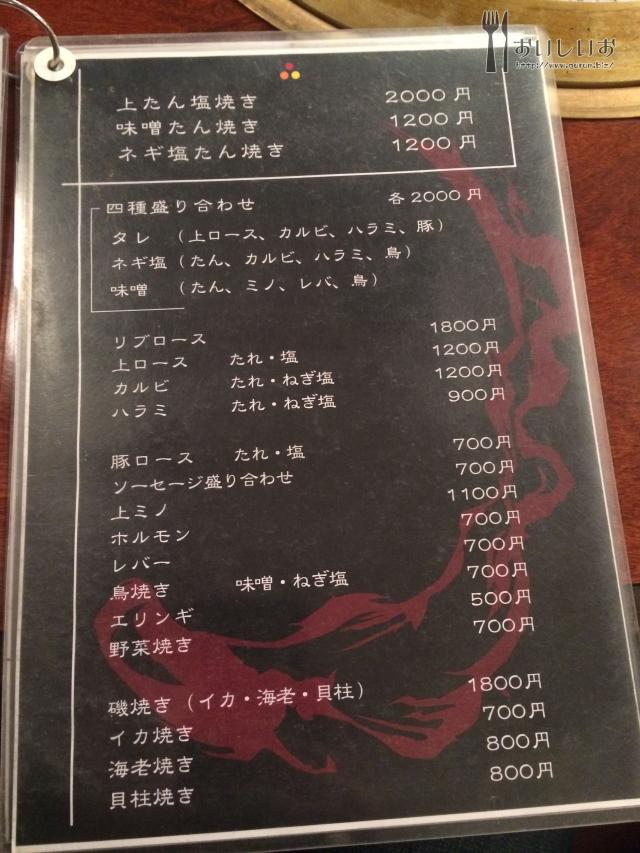 おいしいお
http://www.gurun.biz/
上たん塩焼き 2000円
味噌たん焼き 1200円
ネギ塩たん焼き 1200円
四種盛り合わせ 各2000円
タレ (上ロース、カルビ、ハラミ、豚)
ネギ塩 (たん、カルビ、ハラミ、鳥)
味噌 (たん、ミノ、レバ、鳥)
リブロース 1800円
上ロース たれ・塩 1200円
カルビ たれ・ねぎ塩 1200円
ハラミ たれ・ねぎ塩 900円
豚ロース たれ・塩 700円
ソーセージ盛り合わせ 700円
上ミノ 1100円
ホルモン 700円
レバー 700円
鳥焼き 味噌・ねぎ塩 700円
エリンギ 500円
野菜焼き 700円
磯焼き (イカ・海老・貝柱) 1800円
イカ焼き 700円
海老焼き 800円
貝柱焼き 800円